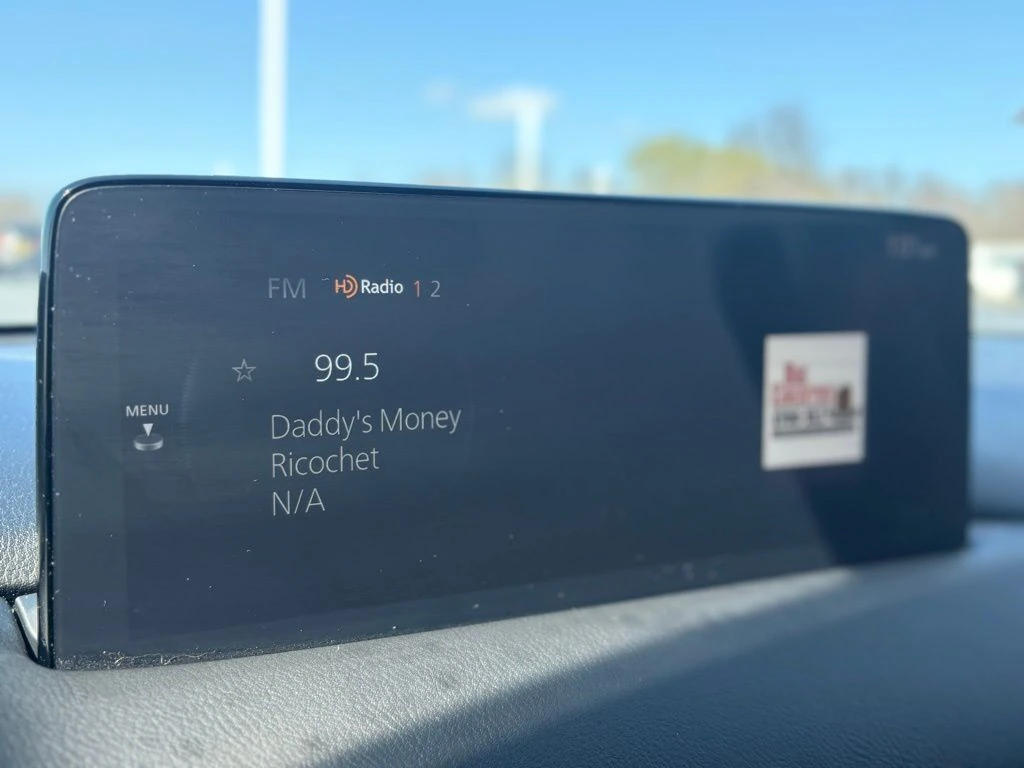 FM HD Radio 1 2
99.5
MENU
Daddy's Money
Ricochet
N/A